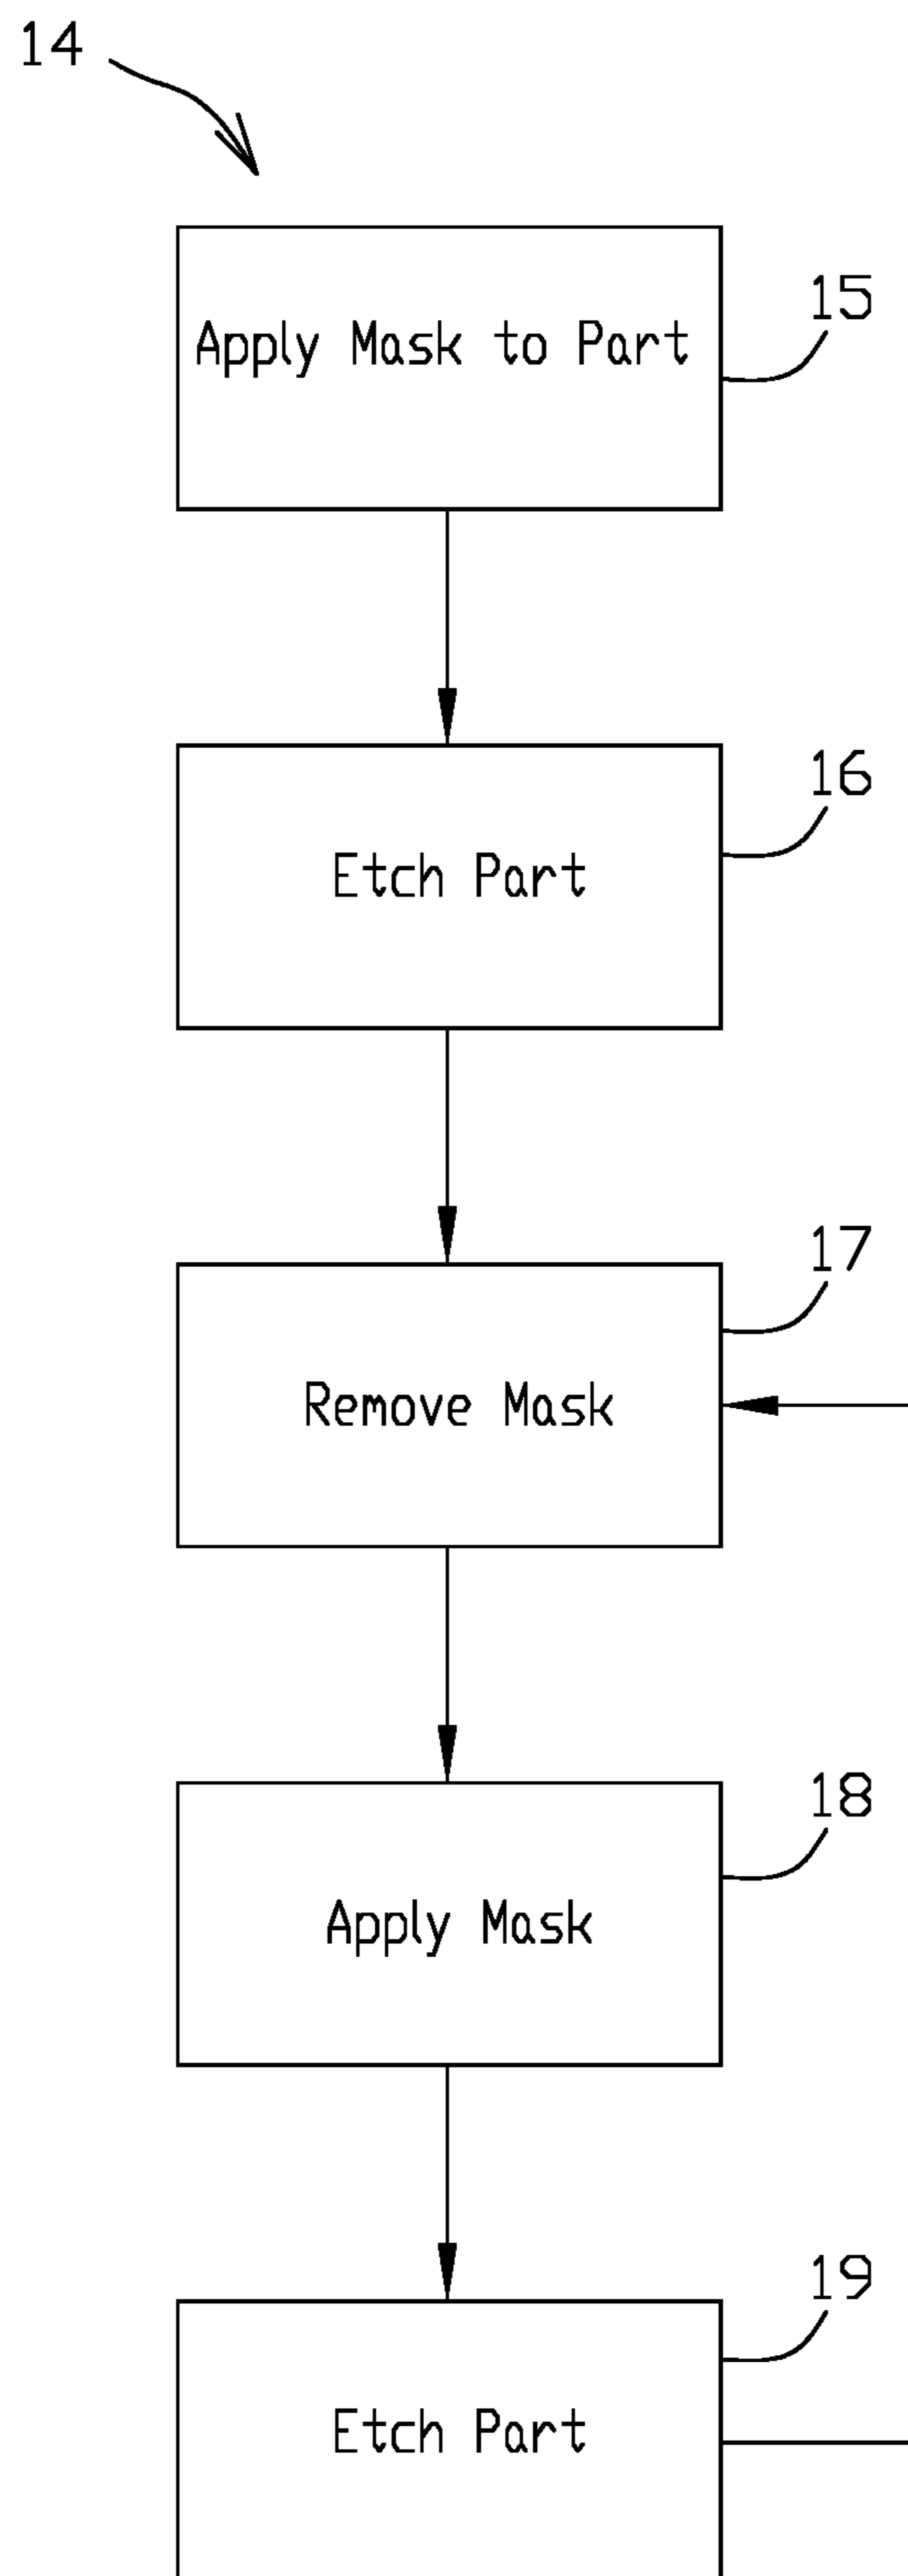 14
Apply Mask to Part
15
Etch Part
16
Remove Mask
17
Apply Mask
18
Etch Part
19